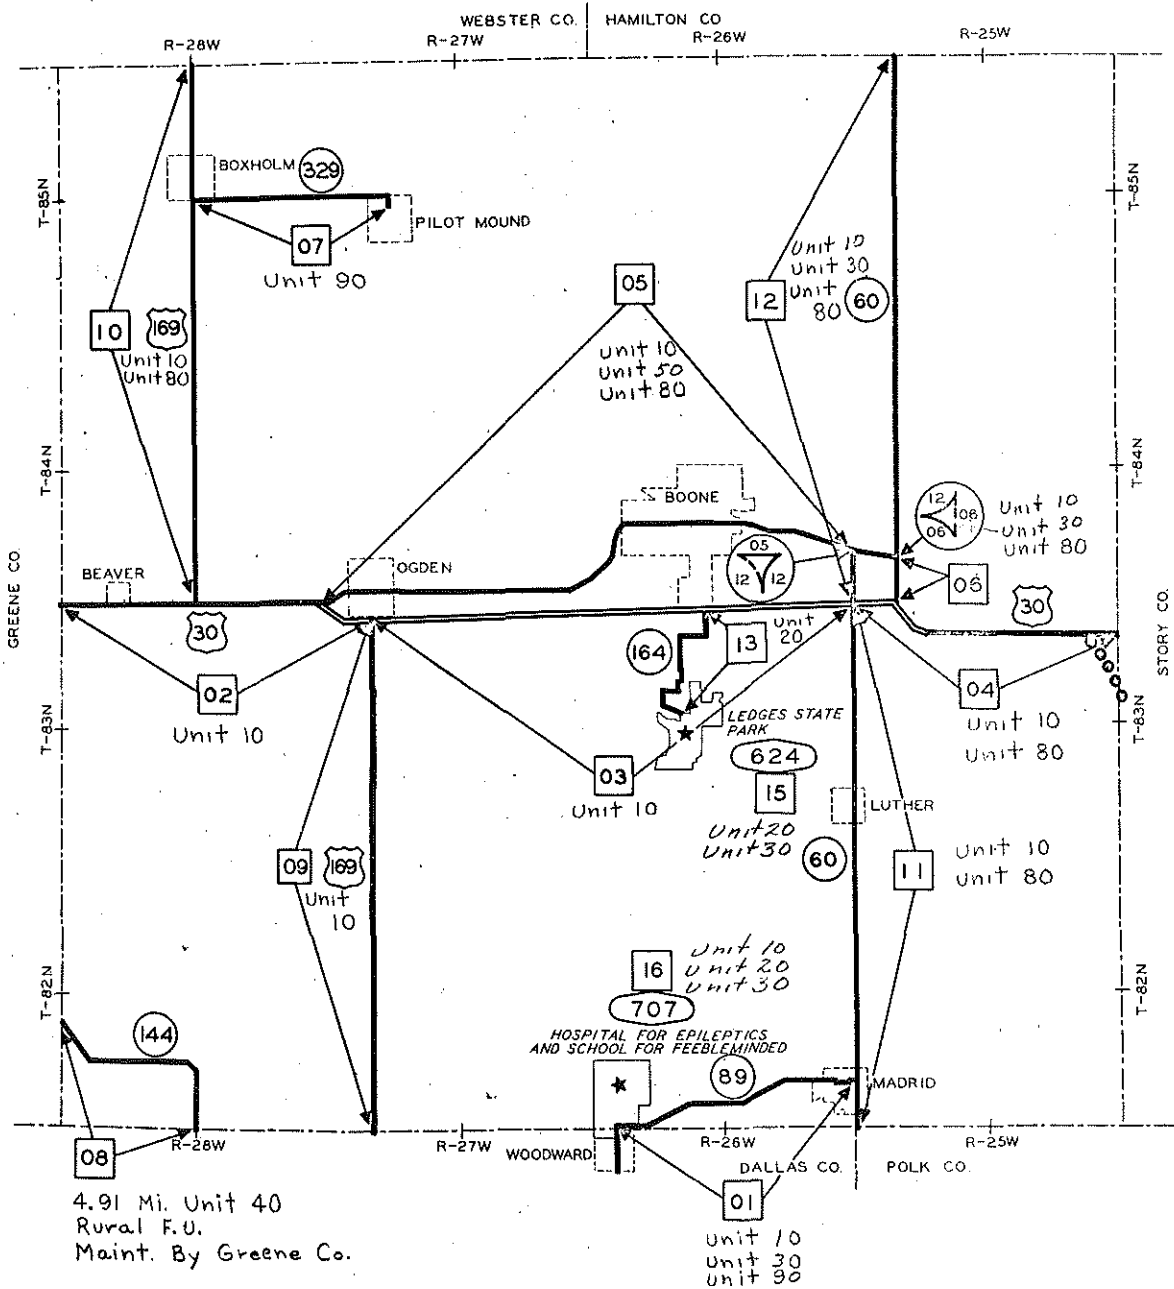 WEBSTER CO. HAMILTON CO
R-28W
R-27W
R-26W
R-25W
T-85N
T-85N
BOXHOLM 329
PILOT MOUND
07
Unit 90
05
Unit 10
Unit 50
Unit 80
12
Unit 10
Unit 30
Unit
80
60
10
169
Unit 10
Unit 80
T-84N
T-84N
BOONE
12
06
06
Unit 10
Unit 30
Unit 80
05
12 12
06
BEAVER
OGDEN
GREENE CO.
STORY CO.
30
30
164
13
Unit
20
02
Unit 10
04
Unit 10
Unit 80
T-83N
T-83N
LEDGES STATE
PARK
624
15
Unit 20
Unit 30
03
Unit 10
LUTHER
60
09
169
Unit
10
11
Unit 10
Unit 80
16
Unit 10
Unit 20
Unit 30
707
HOSPITAL FOR EPILEPTICS
AND SCHOOL FOR FEEBLEMINDED
T-82N
T-82N
144
89
MADRID
08
R-28W
R-27W
WOODWARD
R-26W
R-25W
DALLAS CO. POLK CO.
01
Unit 10
Unit 30
Unit 90
4.91 Mi. Unit 40
Rural F.U.
Maint. By Greene Co.